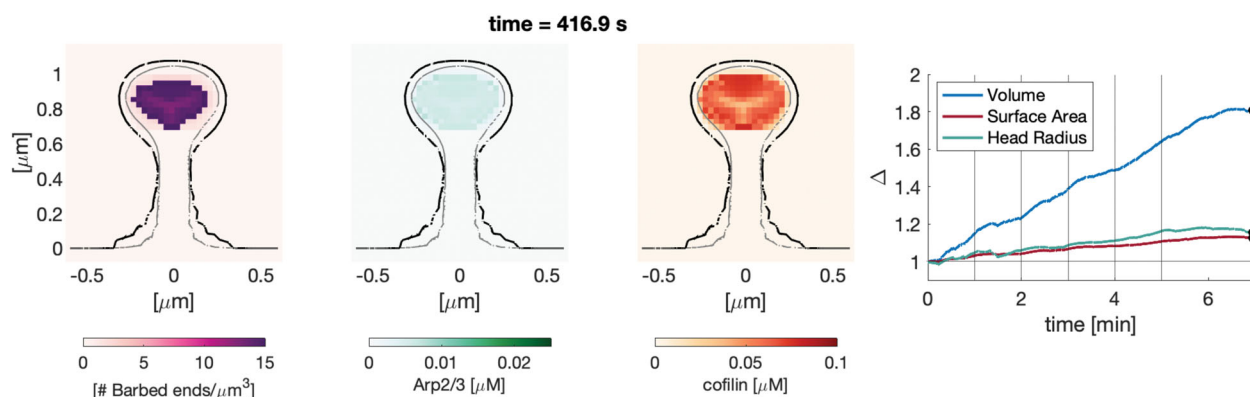 time = 416.9 s
[μm]
1
0.8
0.6
0.4
0.2
0
-0.5 0 0.5
[μm]
0 5 10 15
[# Barbed ends/μm³]
-0.5 0 0.5
[μm]
0 0.01 0.02
Arp2/3 [μM]
-0.5 0 0.5
[μm]
0 0.05 0.1
cofilin [μM]
Δ
2
1.8
1.6
1.4
1.2
1
Volume
Surface Area
Head Radius
0 2 4 6
time [min]